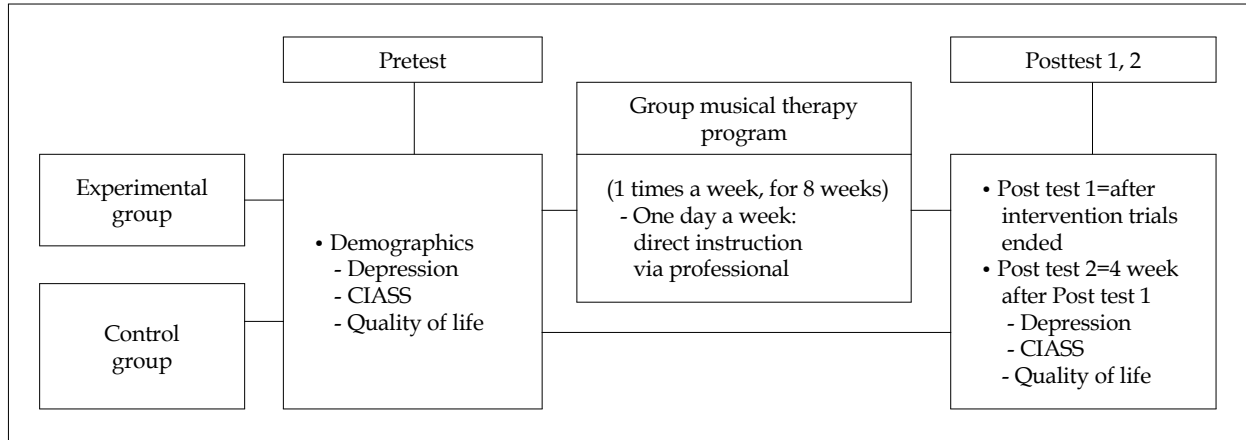 Pretest
Posttest 1, 2
Group musical therapy
program
Experimental
group
Control
group
• Demographics
- Depression
- CIASS
- Quality of life
(1 times a week, for 8 weeks)
- One day a week:
direct instruction
via professional
• Post test 1=after
intervention trials
ended
• Post test 2=4 week
after Post test 1
- Depression
- CIASS
- Quality of life